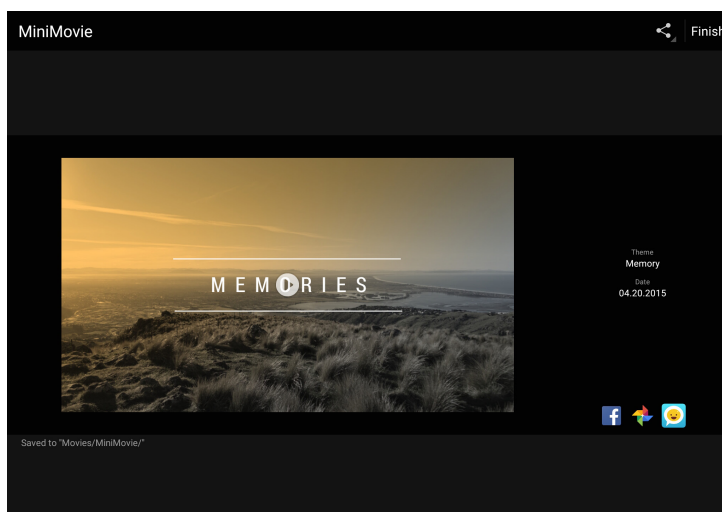 MiniMovie
Finish
MEMORIES
Theme
Memory
Date
04.20.2015
Saved to "Movies/MiniMovie/"